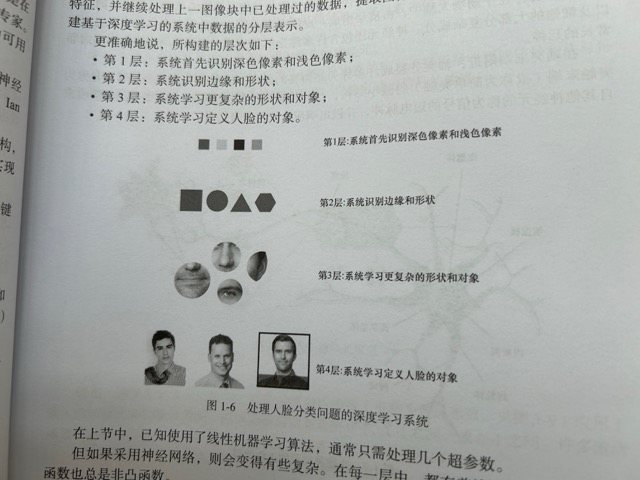 特征，并继续处理上一图像块中已处理过的数据，提取
建基于深度学习的系统中数据的分层表示。
更准确地说，所构建的层次如下：
• 第 1 层：系统首先识别深色像素和浅色像素；
• 第 2 层：系统识别边缘和形状；
• 第 3 层：系统学习更复杂的形状和对象；
• 第 4 层：系统学习定义人脸的对象。
第1层:系统首先识别深色像素和浅色像素
第2层:系统识别边缘和形状
第3层:系统学习更复杂的形状和对象
第4层:系统学习定义人脸的对象
图 1-6 处理人脸分类问题的深度学习系统
在上节中，已知使用了线性机器学习算法，通常只需处理几个超参数。
但如果采用神经网络，则会变得有些复杂。在每一层中，都有
函数也总是非凸函数。
是在
专家。
可用
神经
Ian
构，
实现
键
和